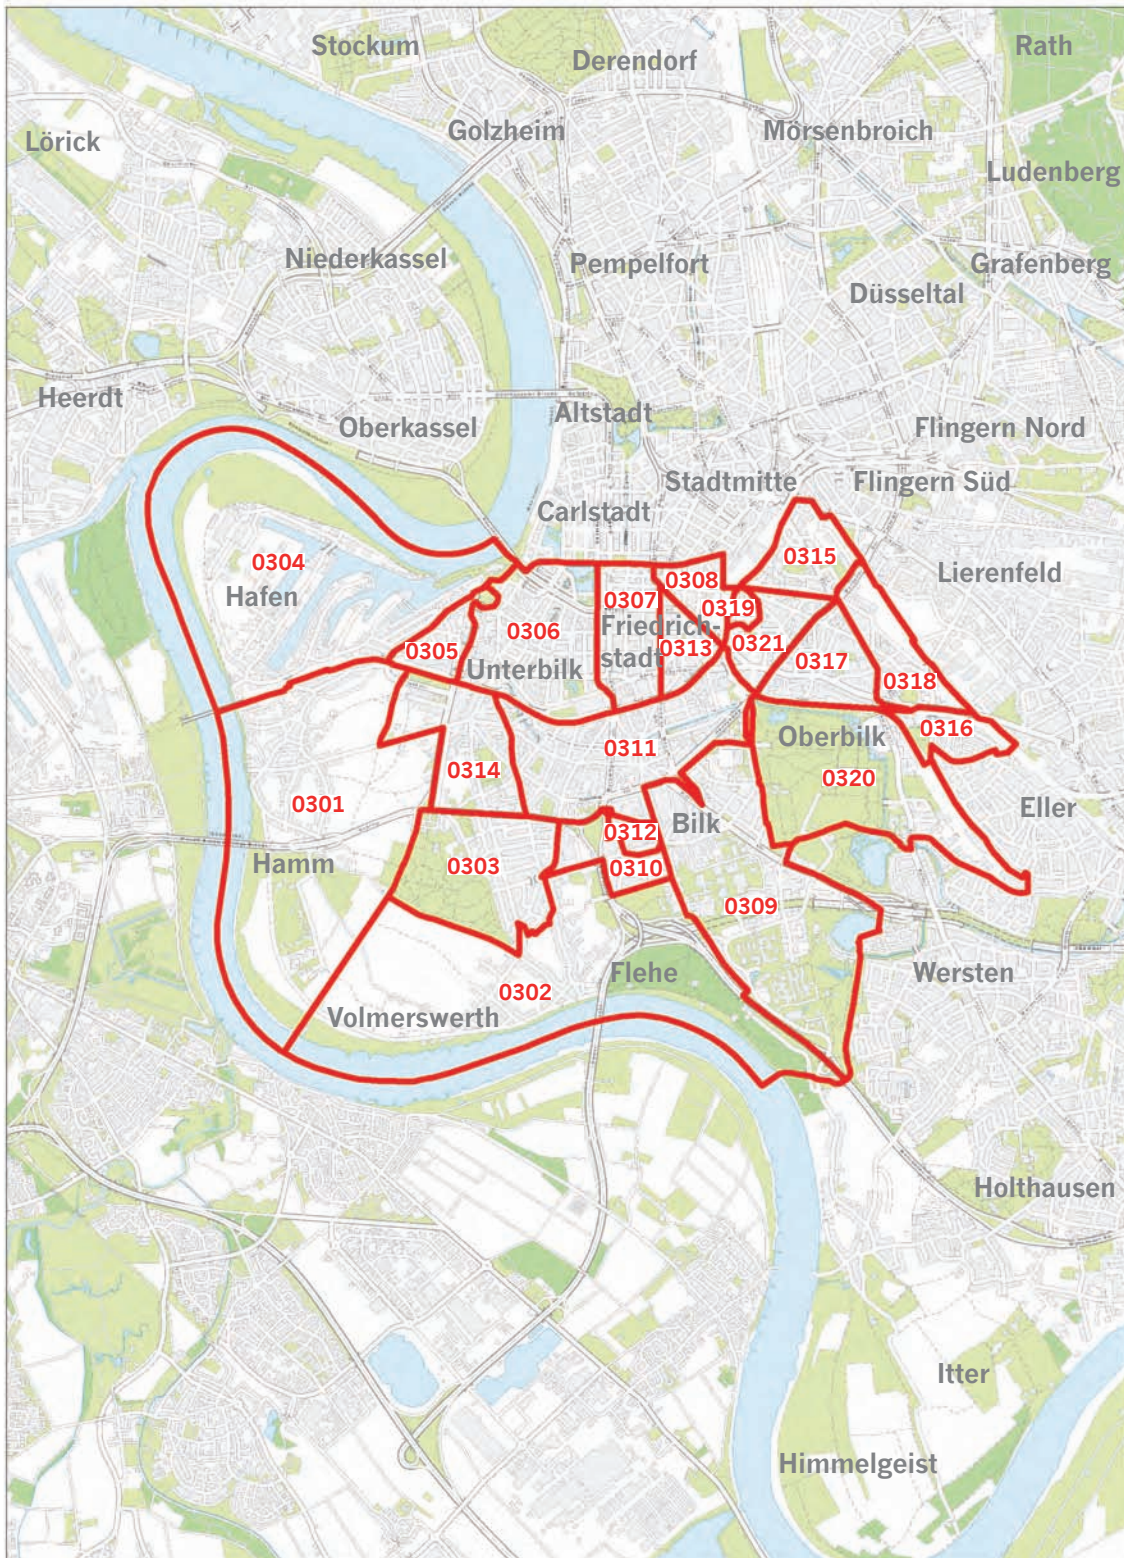 Stockum
Derendorf
Rath
Lörick
Golzheim
Mörsenbroich
Ludenberg
Niederkassel
Pempelfort
Grafenberg
Düsseltal
Heerdt
Oberkassel
Altstadt
Flingern Nord
Stadtmitte
Flingern Süd
Carlstadt
0304
Hafen
0315
Lierenfeld
0308
0307
0319
0306
Friedrich-
stadt
0313
0321
0305
0317
Unterbilk
0318
0316
Oberbilk
0311
0314
0320
0301
Eller
Bilk
0312
Hamm
0303
0310
0309
Flehe
Wersten
0302
Volmerswerth
Holthausen
Itter
Himmelgeist